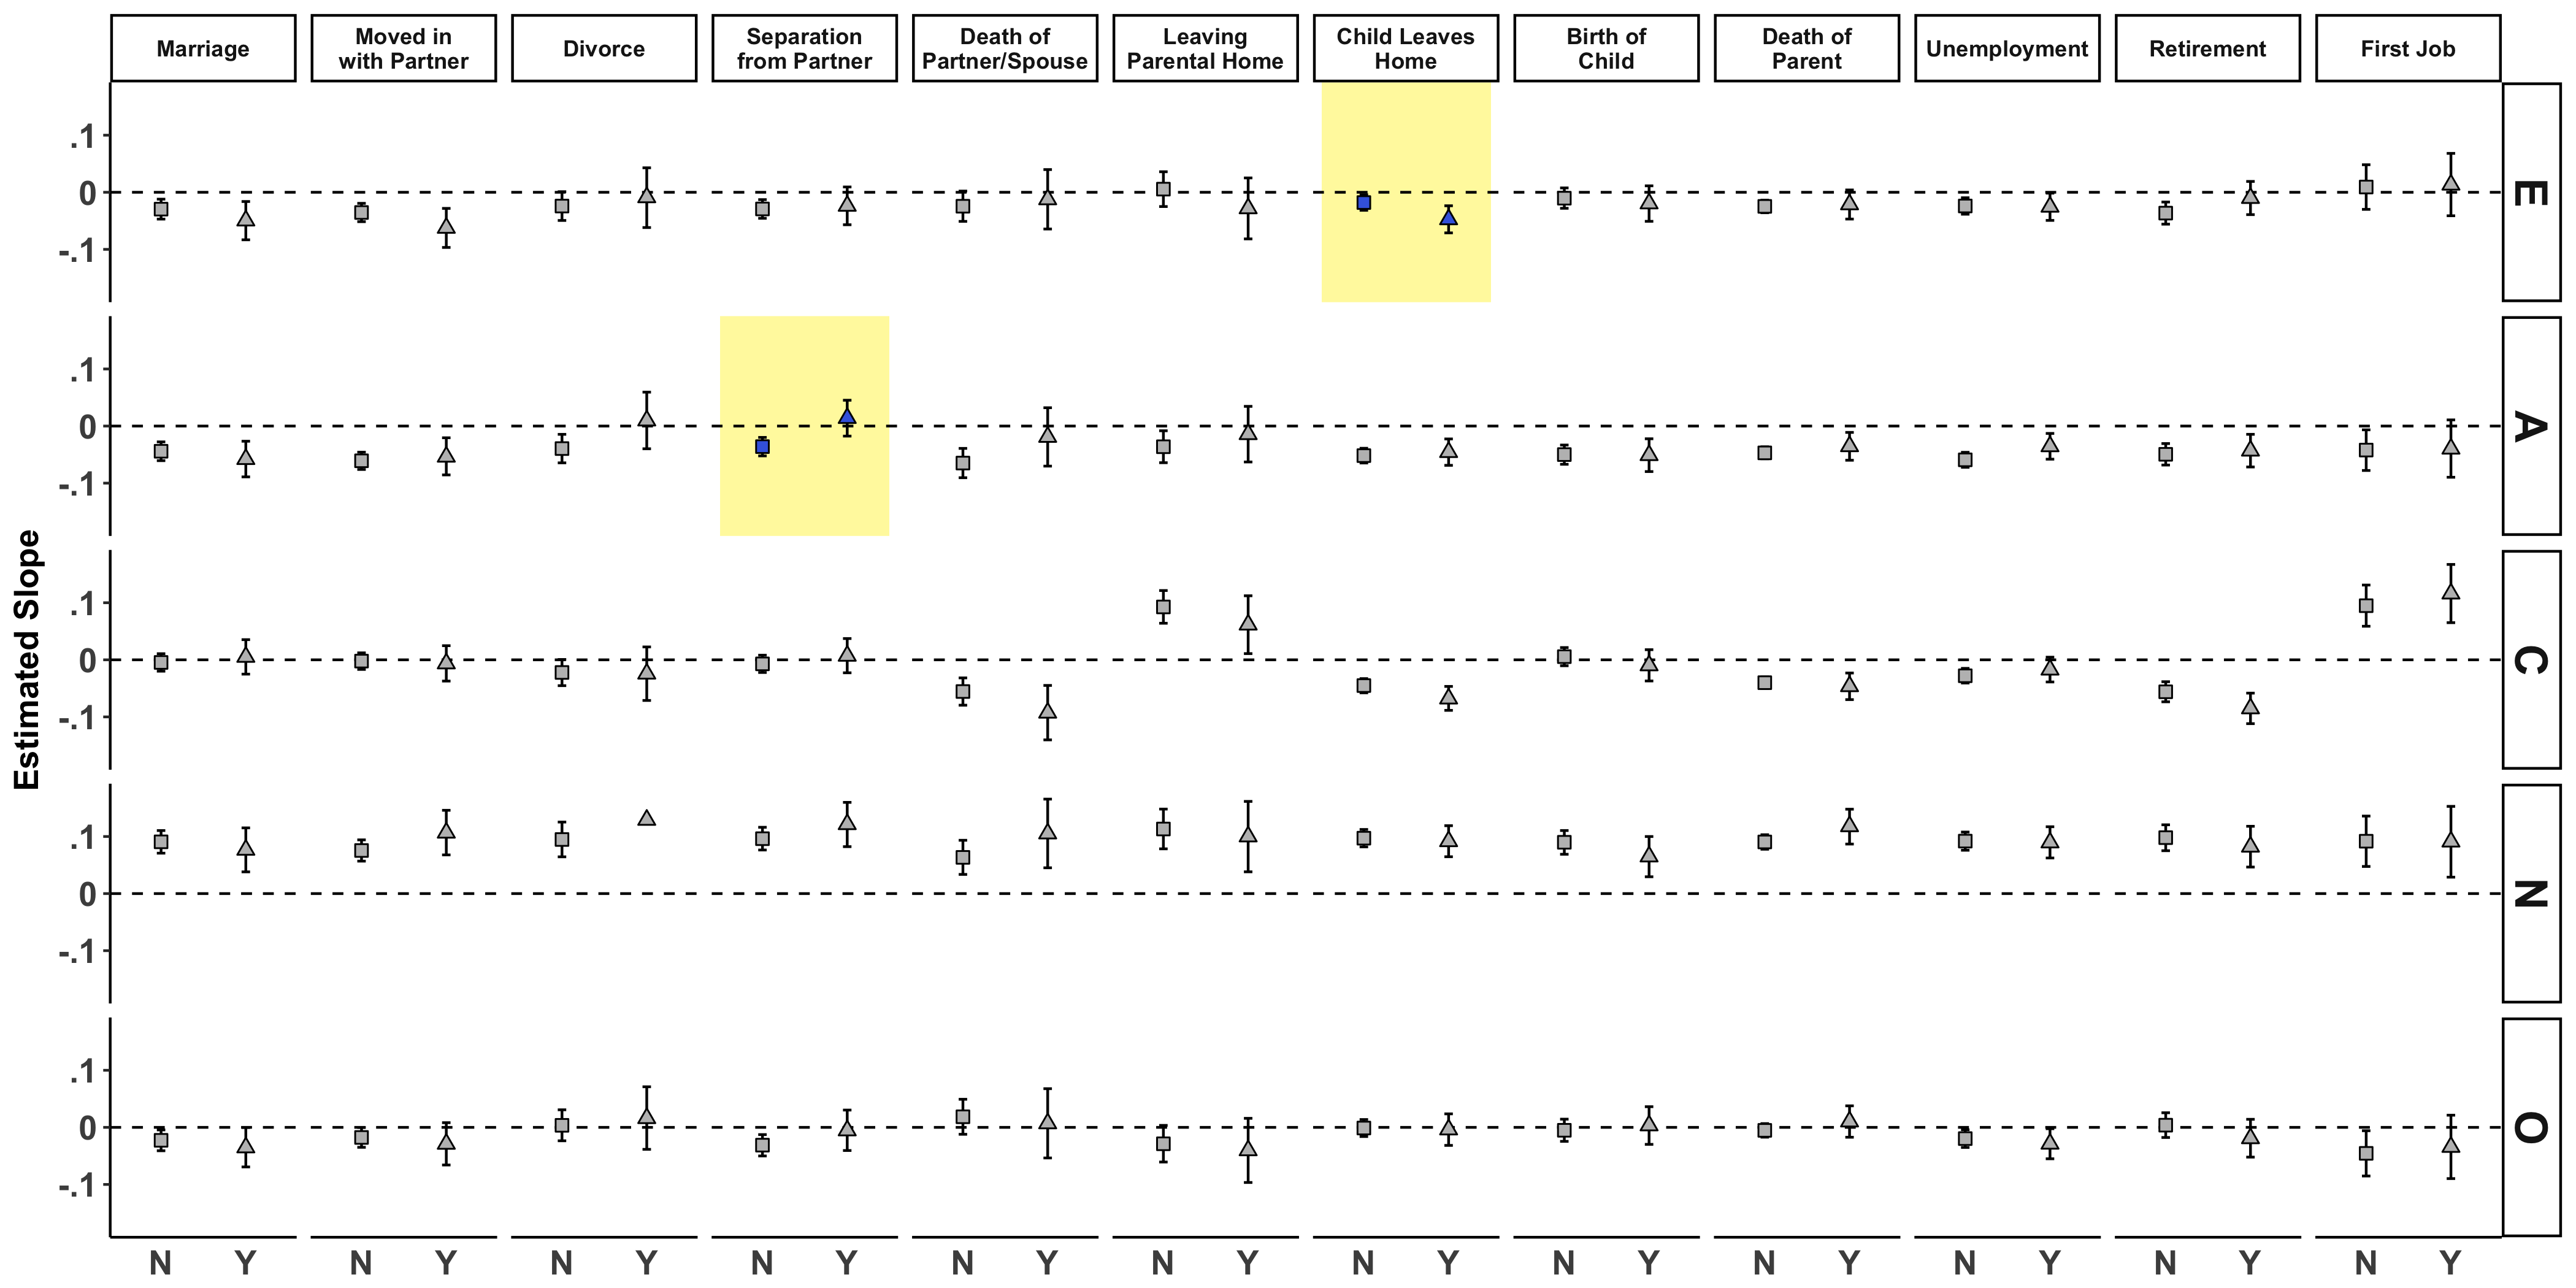 Marriage
Moved in
with Partner
Divorce
Separation
from Partner
Death of
Partner/Spouse
Leaving
Parental Home
Child Leaves
Home
Birth of
Child
Death of
Parent
Unemployment
Retirement
First Job
Estimated Slope
.1
0
-.1
E
.1
0
-.1
A
.1
0
-.1
C
.1
0
-.1
N
.1
0
-.1
O
N Y N Y N Y N Y N Y N Y N Y N Y N Y N Y N Y N Y